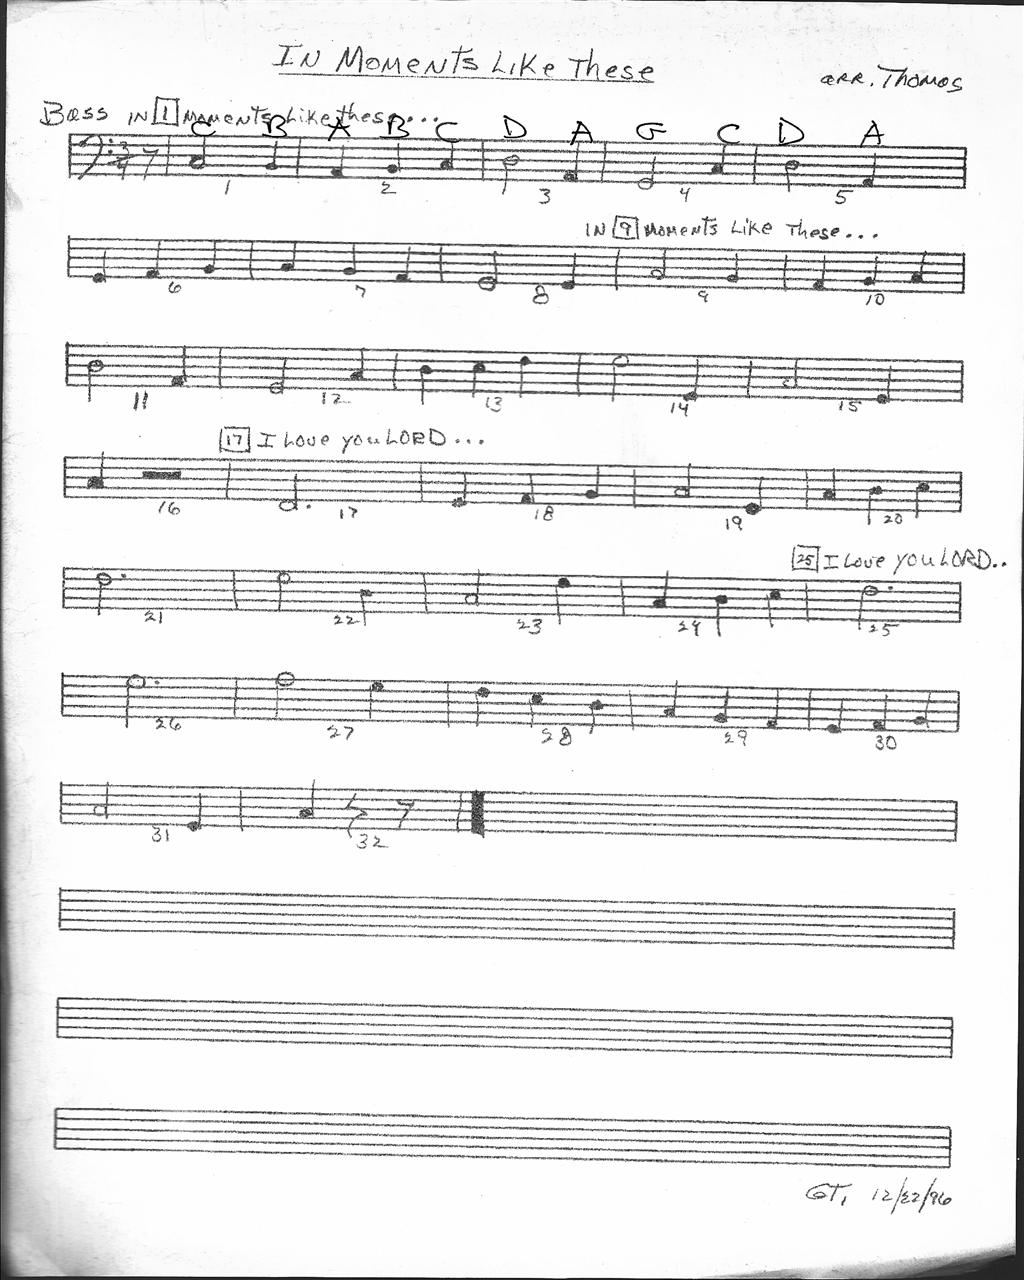 IN MOMENTS LIKE THESE
ARR. THOMAS
BASS IN 1 MOMENTS LIKE these...
C B A B C D A G C D A
3
4
1 2 3 4 5
IN 9 MOMENTS LIKE THESE...
6 7 8 9 10
11 12 13 14 15
17 I LOVE YOU LORD...
16 17 18 19 20
25 I LOVE YOU LORD..
21 22 23 24 25
26 27 28 29 30
31 32
GT, 12/22/96